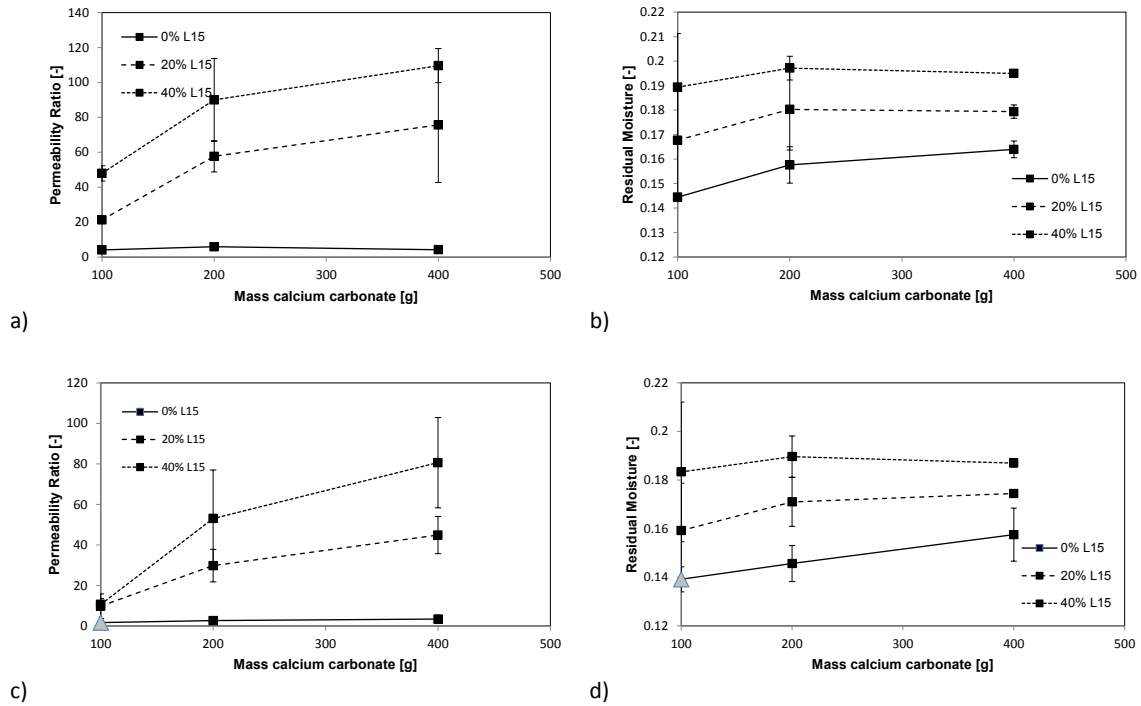 140
120
100
80
60
40
20
0
Permeability Ratio [-]
0% L15
20% L15
40% L15
100 200 300 400 500
Mass calcium carbonate [g]
a)
0.22
0.21
0.2
0.19
0.18
0.17
0.16
0.15
0.14
0.13
0.12
Residual Moisture [-]
0% L15
20% L15
40% L15
100 200 300 400 500
Mass calcium carbonate [g]
b)
120
100
80
60
40
20
0
Permeability Ratio [-]
0% L15
20% L15
40% L15
100 200 300 400 500
Mass calcium carbonate [g]
c)
0.22
0.2
0.18
0.16
0.14
0.12
Residual Moisture [-]
0% L15
20% L15
40% L15
100 200 300 400 500
Mass calcium carbonate [g]
d)